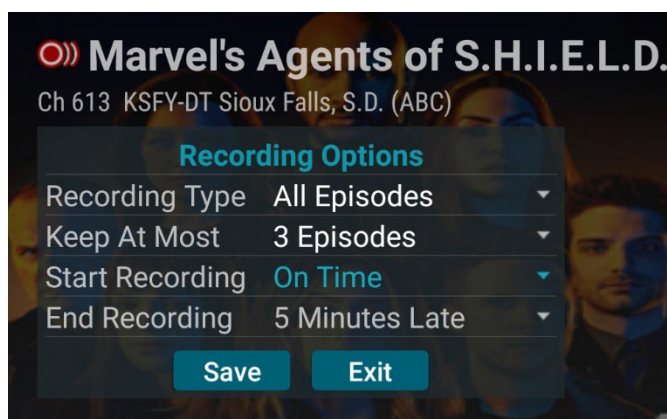 Marvel's Agents of S.H.I.E.L.D.
Ch 613 KSFY-DT Sioux Falls, S.D. (ABC)
Recording Options
Recording Type All Episodes
Keep At Most 3 Episodes
Start Recording On Time
End Recording 5 Minutes Late
Save Exit